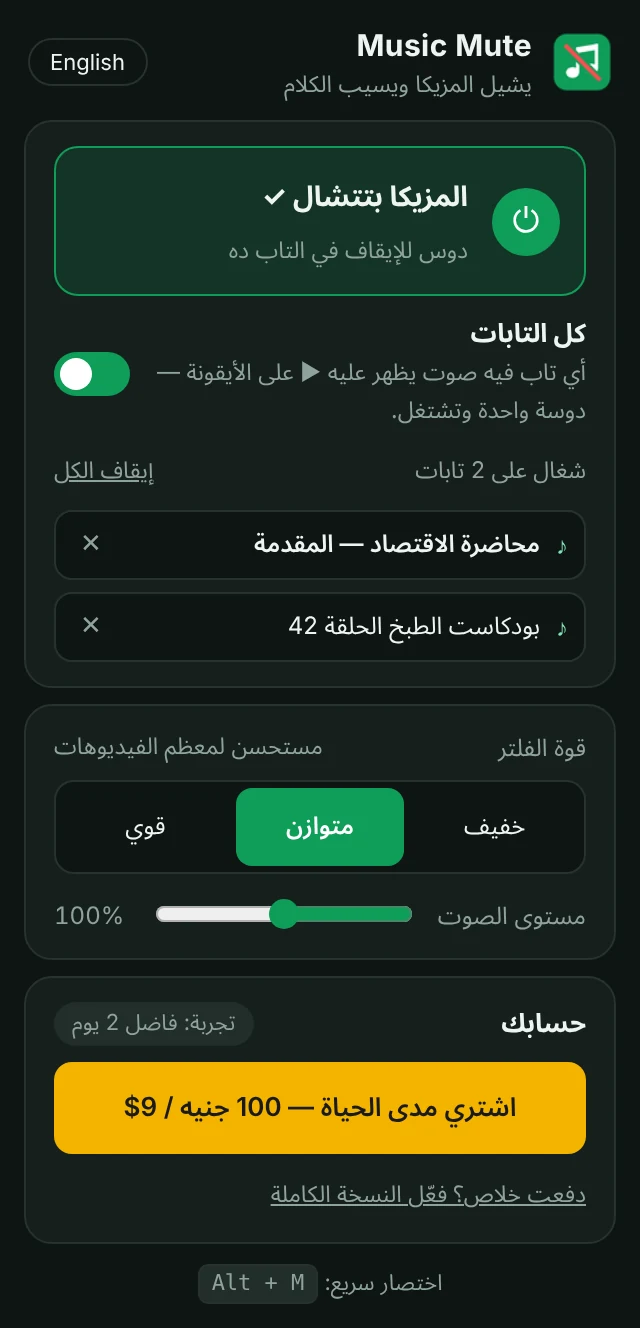 Music Mute
يشيل المزيكا ويسيب الكلام
English
المزيكا بتتشال ✓
دوس للإيقاف في التاب ده
كل التابات
أي تاب فيه صوت يظهر عليه ▶ على الأيقونة —
دوسة واحدة وتشتغل.
شغال على 2 تابات
إيقاف الكل
♪ محاضرة الاقتصاد — المقدمة ✕
♪ بودكاست الطبخ الحلقة 42 ✕
قوة الفلتر
مستحسن لمعظم الفيديوهات
خفيف
متوازن
قوي
مستوى الصوت
100%
حسابك
تجربة: فاضل 2 يوم
اشتري مدى الحياة — 100 جنيه / $9
دفعت خلاص؟ فعّل النسخة الكاملة
اختصار سريع: Alt + M